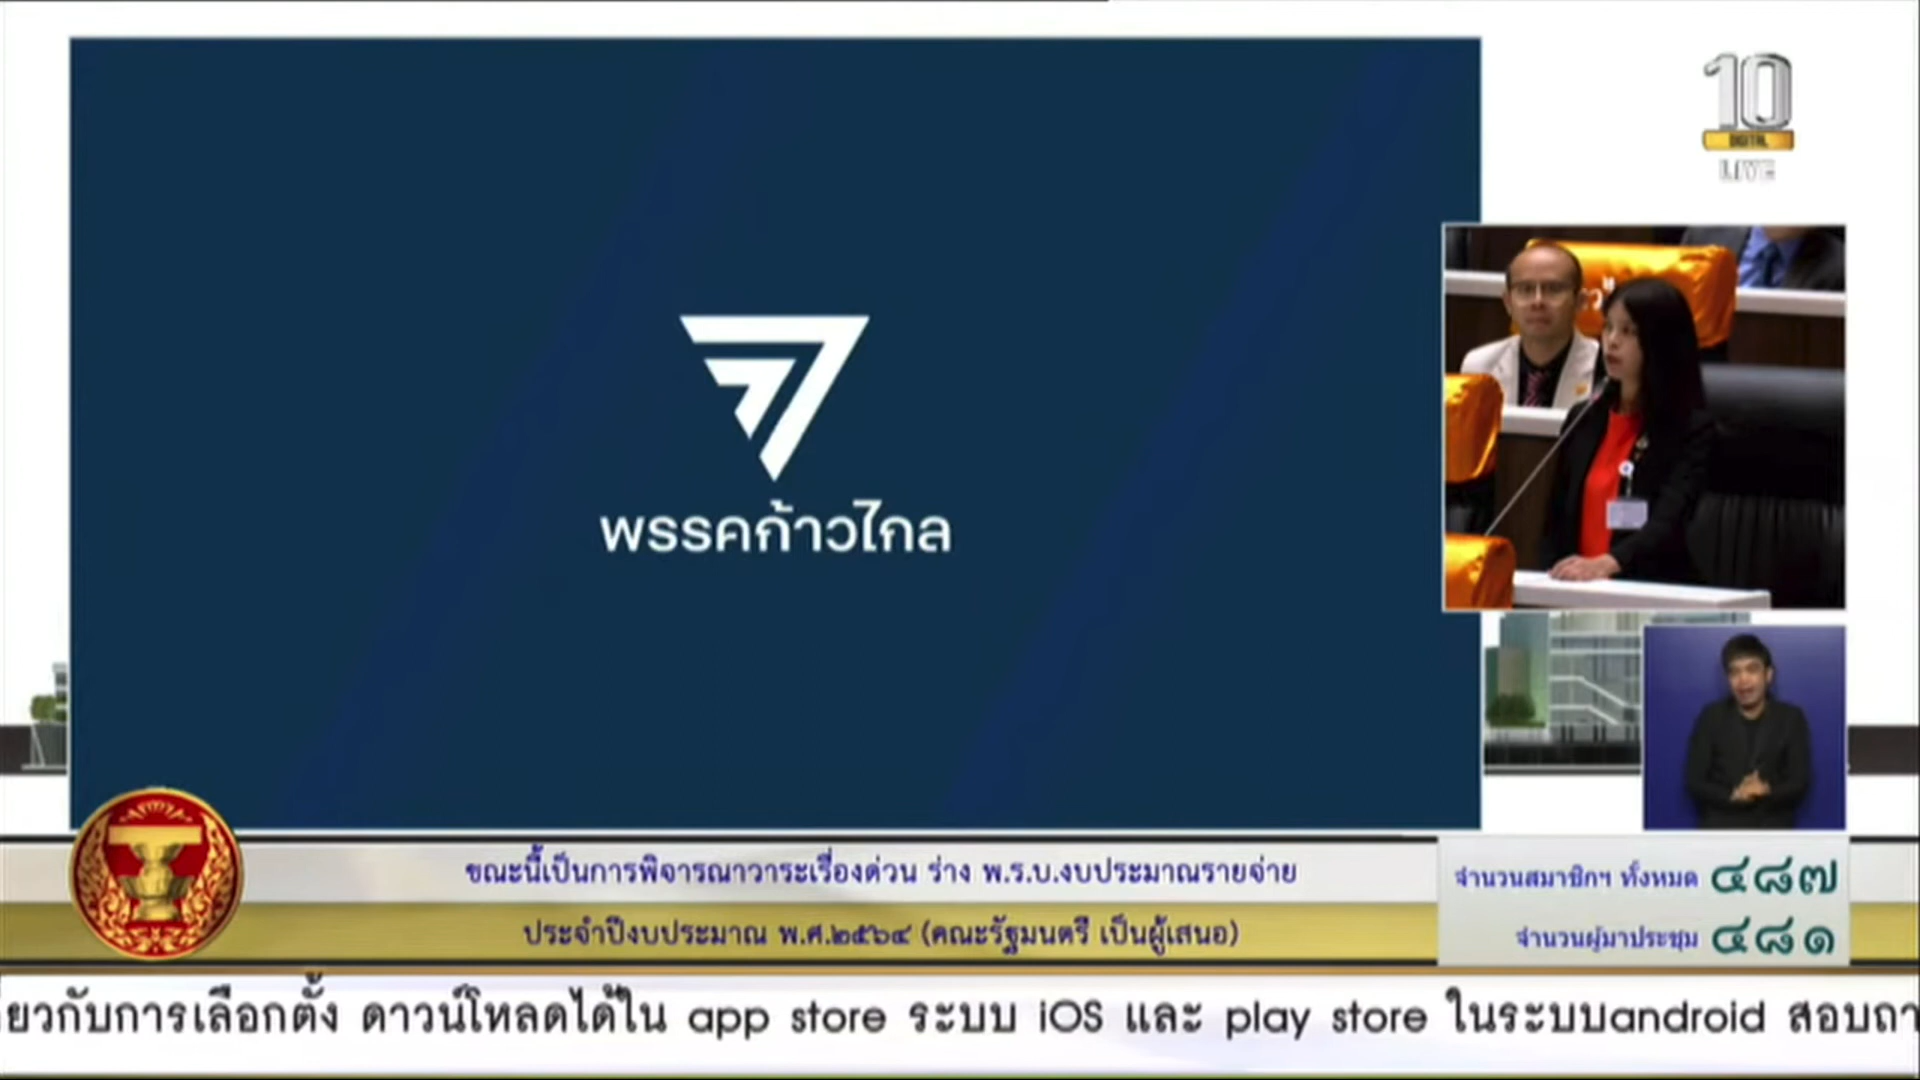 10
DIGITAL
LIVE
พรรคก้าวไกล
ขณะนี้เป็นการพิจารณาวาระเรื่องด่วน ร่าง พ.ร.บ.งบประมาณรายจ่าย
ประจำปีงบประมาณ พ.ศ.๒๕๖๔ (คณะรัฐมนตรี เป็นผู้เสนอ)
จำนวนสมาชิกฯ ทั้งหมด ๔๘๗
จำนวนผู้มาประชุม ๔๘๑
การเลือกตั้ง ดาวน์โหลดได้ใน app store ระบบ iOS และ play store ในระบบandroid